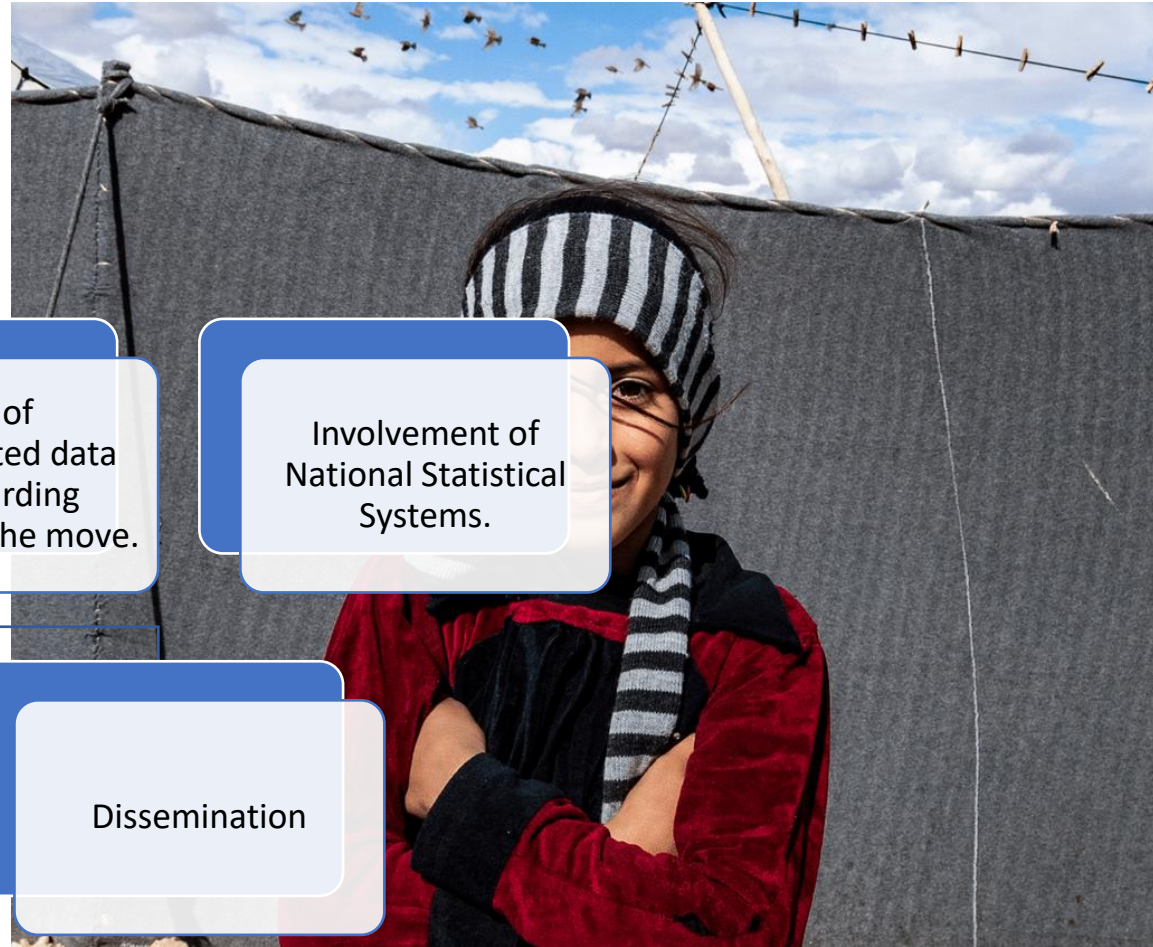 of
ted data
rding
he move.
Involvement of
National Statistical
Systems.
Dissemination